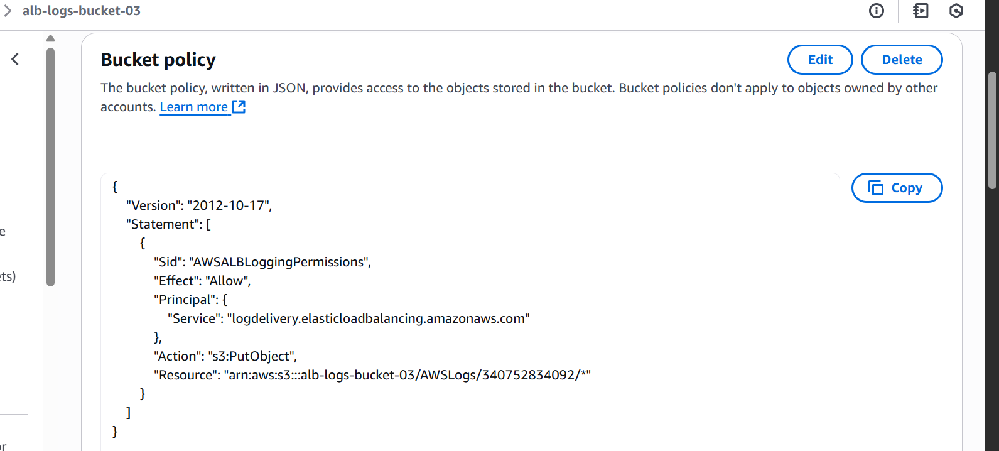 alb-logs-bucket-03
Bucket policy
Edit
Delete
The bucket policy, written in JSON, provides access to the objects stored in the bucket. Bucket policies don't apply to objects owned by other
accounts. Learn more
Copy
{
"Version": "2012-10-17",
"Statement": [
{
"Sid": "AWSALBLoggingPermissions",
"Effect": "Allow",
"Principal": {
"Service": "logdelivery.elasticloadbalancing.amazonaws.com"
},
"Action": "s3:PutObject",
"Resource": "arn:aws:s3:::alb-logs-bucket-03/AWSLogs/340752834092/*"
}
]
}
e
ts)